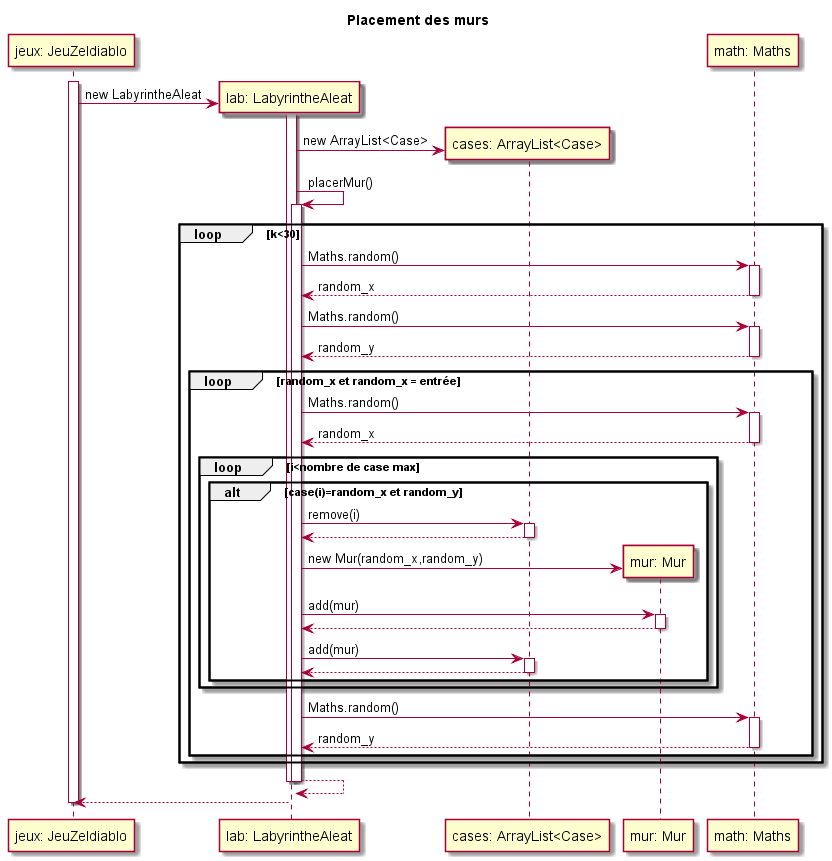 Placement des murs
jeux: JeuZeldiablo
math: Maths
new LabyrintheAleat
lab: LabyrintheAleat
new ArrayList<Case>
cases: ArrayList<Case>
placerMur()
loop [k<30]
Maths.random()
random_x
Maths.random()
random_y
loop [random_x et random_x = entrée]
Maths.random()
random_x
loop [i<nombre de case max]
alt [case(i)=random_x et random_y]
remove(i)
new Mur(random_x,random_y)
mur: Mur
add(mur)
add(mur)
Maths.random()
random_y
jeux: JeuZeldiablo
lab: LabyrintheAleat
cases: ArrayList<Case>
mur: Mur
math: Maths